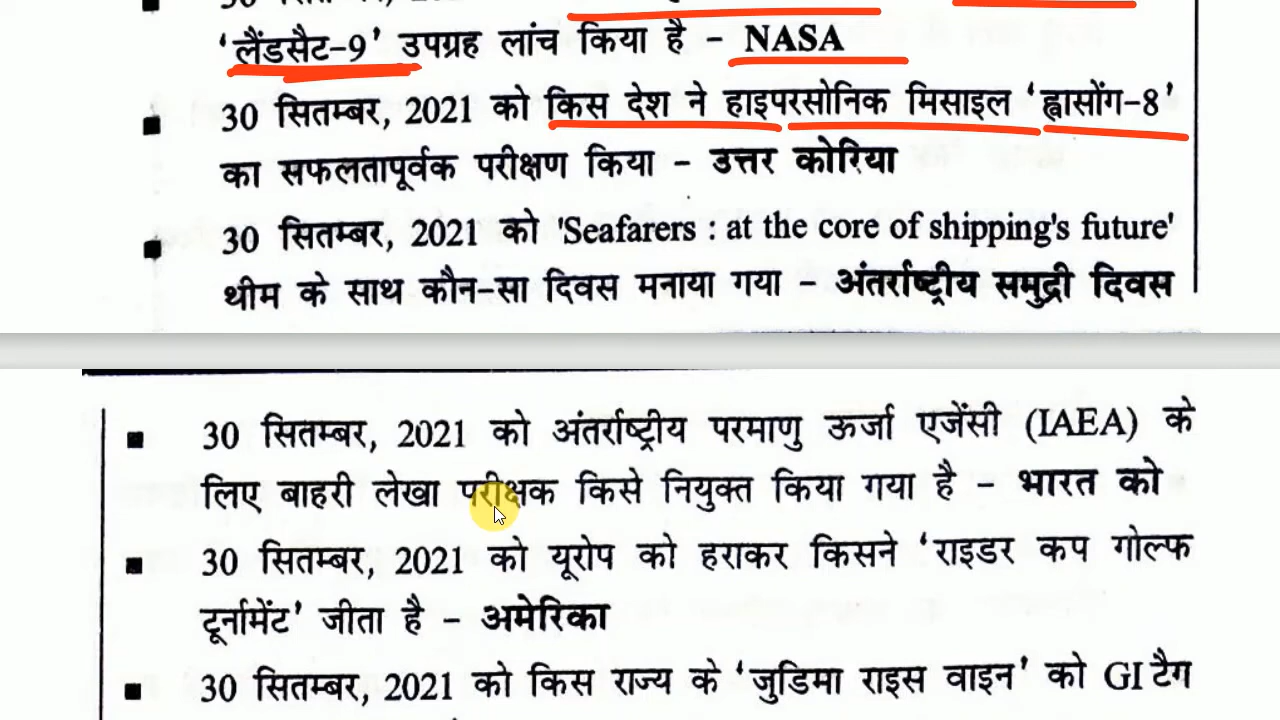 30 सितम्बर,
'लैंडसैट-9' उपग्रह लांच किया है - NASA
30 सितम्बर, 2021 को किस देश ने हाइपरसोनिक मिसाइल 'ह्वासोंग-8'
का सफलतापूर्वक परीक्षण किया - उत्तर कोरिया
30 सितम्बर, 2021 को 'Seafarers : at the core of shipping's future'
थीम के साथ कौन-सा दिवस मनाया गया - अंतर्राष्ट्रीय समुद्री दिवस
30 सितम्बर, 2021 को अंतर्राष्ट्रीय परमाणु ऊर्जा एजेंसी (IAEA) के
लिए बाहरी लेखा परीक्षक किसे नियुक्त किया गया है - भारत को
30 सितम्बर, 2021 को यूरोप को हराकर किसने 'राइडर कप गोल्फ
टूर्नामेंट' जीता है - अमेरिका
30 सितम्बर, 2021 को किस राज्य के 'जुडिमा राइस वाइन' को GI टैग